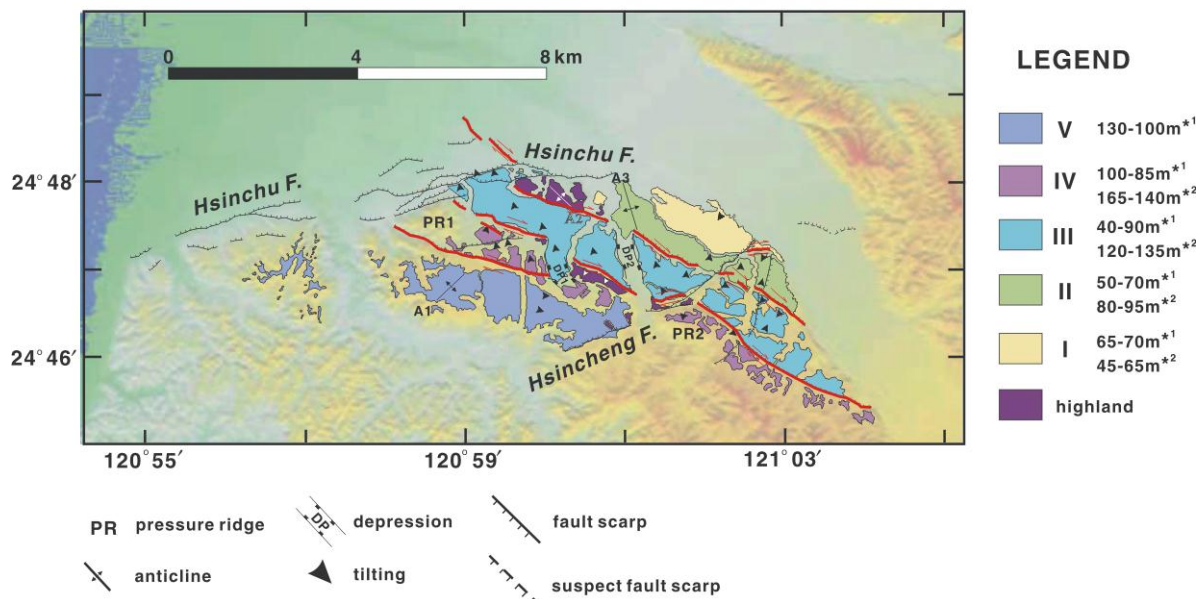 0 4 8 km
LEGEND
V 130-100m*1
IV 100-85m*1
165-140m*2
III 40-90m*1
120-135m*2
II 50-70m*1
80-95m*2
I 65-70m*1
45-65m*2
highland
24° 48′
24° 46′
Hsinchu F.
Hsinchu F.
A3
A2
PR1
DP2
A1
PR2
Hsincheng F.
120° 55′ 120° 59′ 121° 03′
PR pressure ridge
DP depression
fault scarp
anticline
tilting
suspect fault scarp